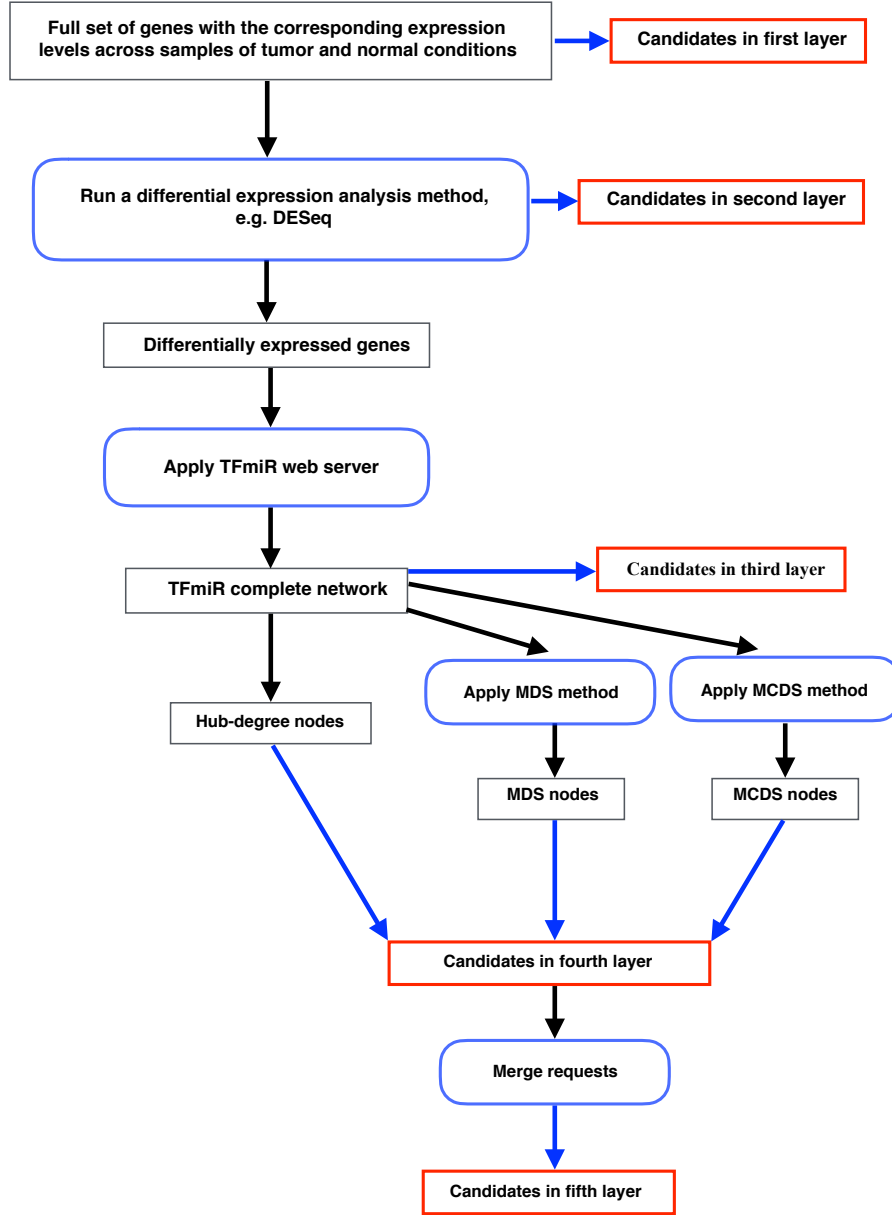 Full set of genes with the corresponding expression
levels across samples of tumor and normal conditions
Candidates in first layer
Run a differential expression analysis method,
e.g. DESeq
Candidates in second layer
Differentially expressed genes
Apply TFmiR web server
TFmiR complete network
Candidates in third layer
Apply MDS method
Apply MCDS method
Hub-degree nodes
MDS nodes
MCDS nodes
Candidates in fourth layer
Merge requests
Candidates in fifth layer